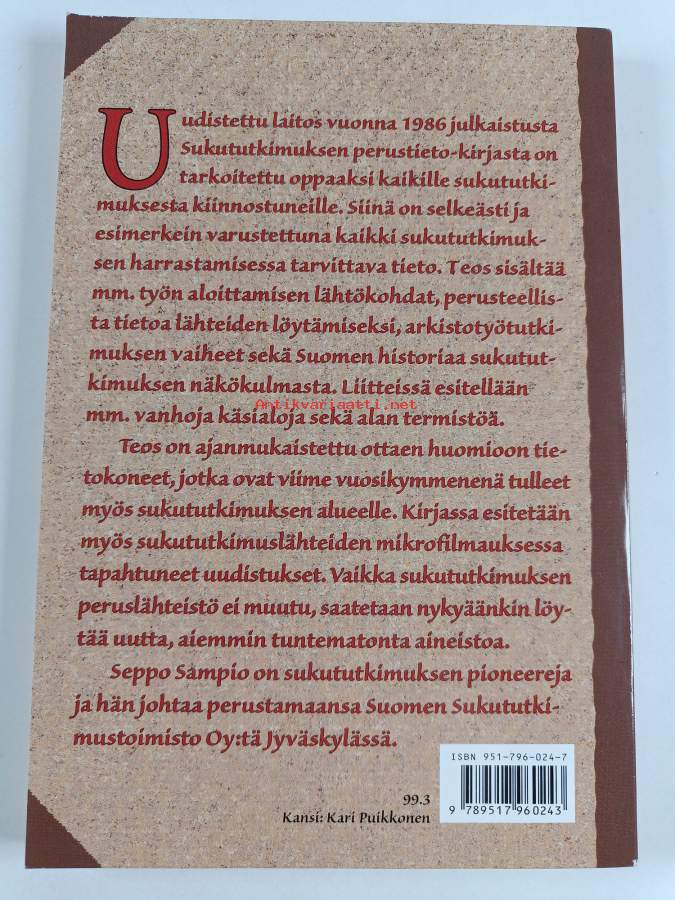 Uudistettu laitos vuonna 1986 julkaistusta
Sukututkimuksen perustieto-kirjasta on
tarkoitettu oppaaksi kaikille sukututki-
muksesta kiinnostuneille. Siinä on selkeästi ja
esimerkein varustettuna kaikki sukututkimuk-
sen harrastamisessa tarvittava tieto. Teos sisältää
mm. työn aloittamisen lähtökohdat, perusteellis-
ta tietoa lähteiden löytämiseksi, arkistotyötutki-
muksen vaiheet sekä Suomen historiaa sukutut-
kimuksen näkökulmasta. Liitteissä esitellään
Antikvariaatti.net
mm. vanhoja käsialoja sekä alan termistöä.
Teos on ajanmukaistettu ottaen huomioon tie-
tokoneet, jotka ovat viime vuosikymmenenä tulleet
myös sukututkimuksen alueelle. Kirjassa esitetään
myös sukututkimuslähteiden mikrofilmauksessa
tapahtuneet uudistukset. Vaikka sukututkimuksen
peruslähteistö ei muutu, saatetaan nykyäänkin löy-
tää uutta, aiemmin tuntematonta aineistoa.
Seppo Sampio on sukututkimuksen pioneereja
ja hän johtaa perustamaansa Suomen Sukututki-
mustoimisto Oy:tä Jyväskylässä.
ISBN 951-796-024-7
99.3
Kansi: Kari Puikkonen
9 789517 960243